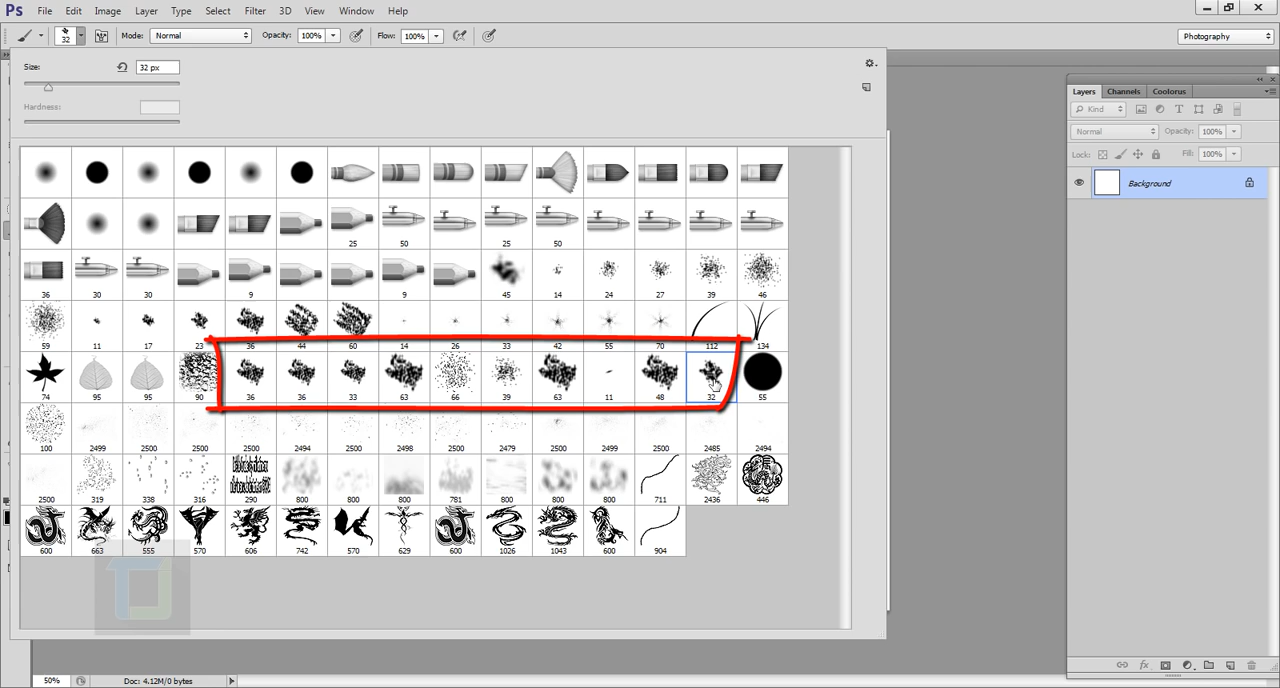 Ps File Edit Image Layer Type Select Filter 3D View Window Help
32 Mode: Normal Opacity: 100% Flow: 100% Photography
Size: 32 px
Hardness:
25 50 25 50
36 30 30 9 9 45 14 24 27 39 46
59 11 17 23 36 44 60 14 26 33 42 55 70 112 134
74 95 95 90 36 36 33 63 66 39 63 11 48 32 55
100 2499 2500 2500 2494 2500 2498 2500 2479 2500 2499 2500 2500 2485 2494
2500 319 338 316 290 800 800 800 781 800 800 800 711 2436 446
600 663 555 570 606 742 570 629 600 1026 1043 600 904
Layers Channels Coolorus
Kind
Normal Opacity: 100%
Lock: Fill: 100%
Background
fx
50% Doc: 4.12M/0 bytes